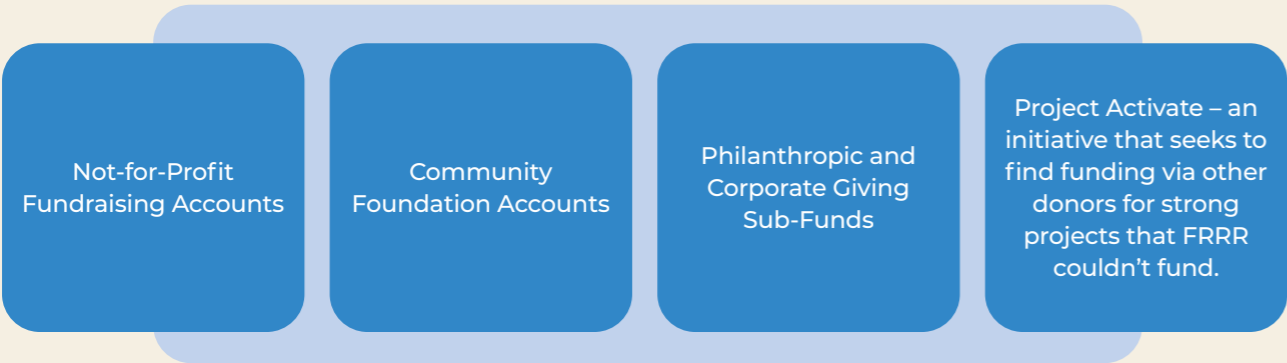 Not-for-Profit
Fundraising Accounts
Community
Foundation Accounts
Philanthropic and
Corporate Giving
Sub-Funds
Project Activate – an
initiative that seeks to
find funding via other
donors for strong
projects that FRRR
couldn’t fund.